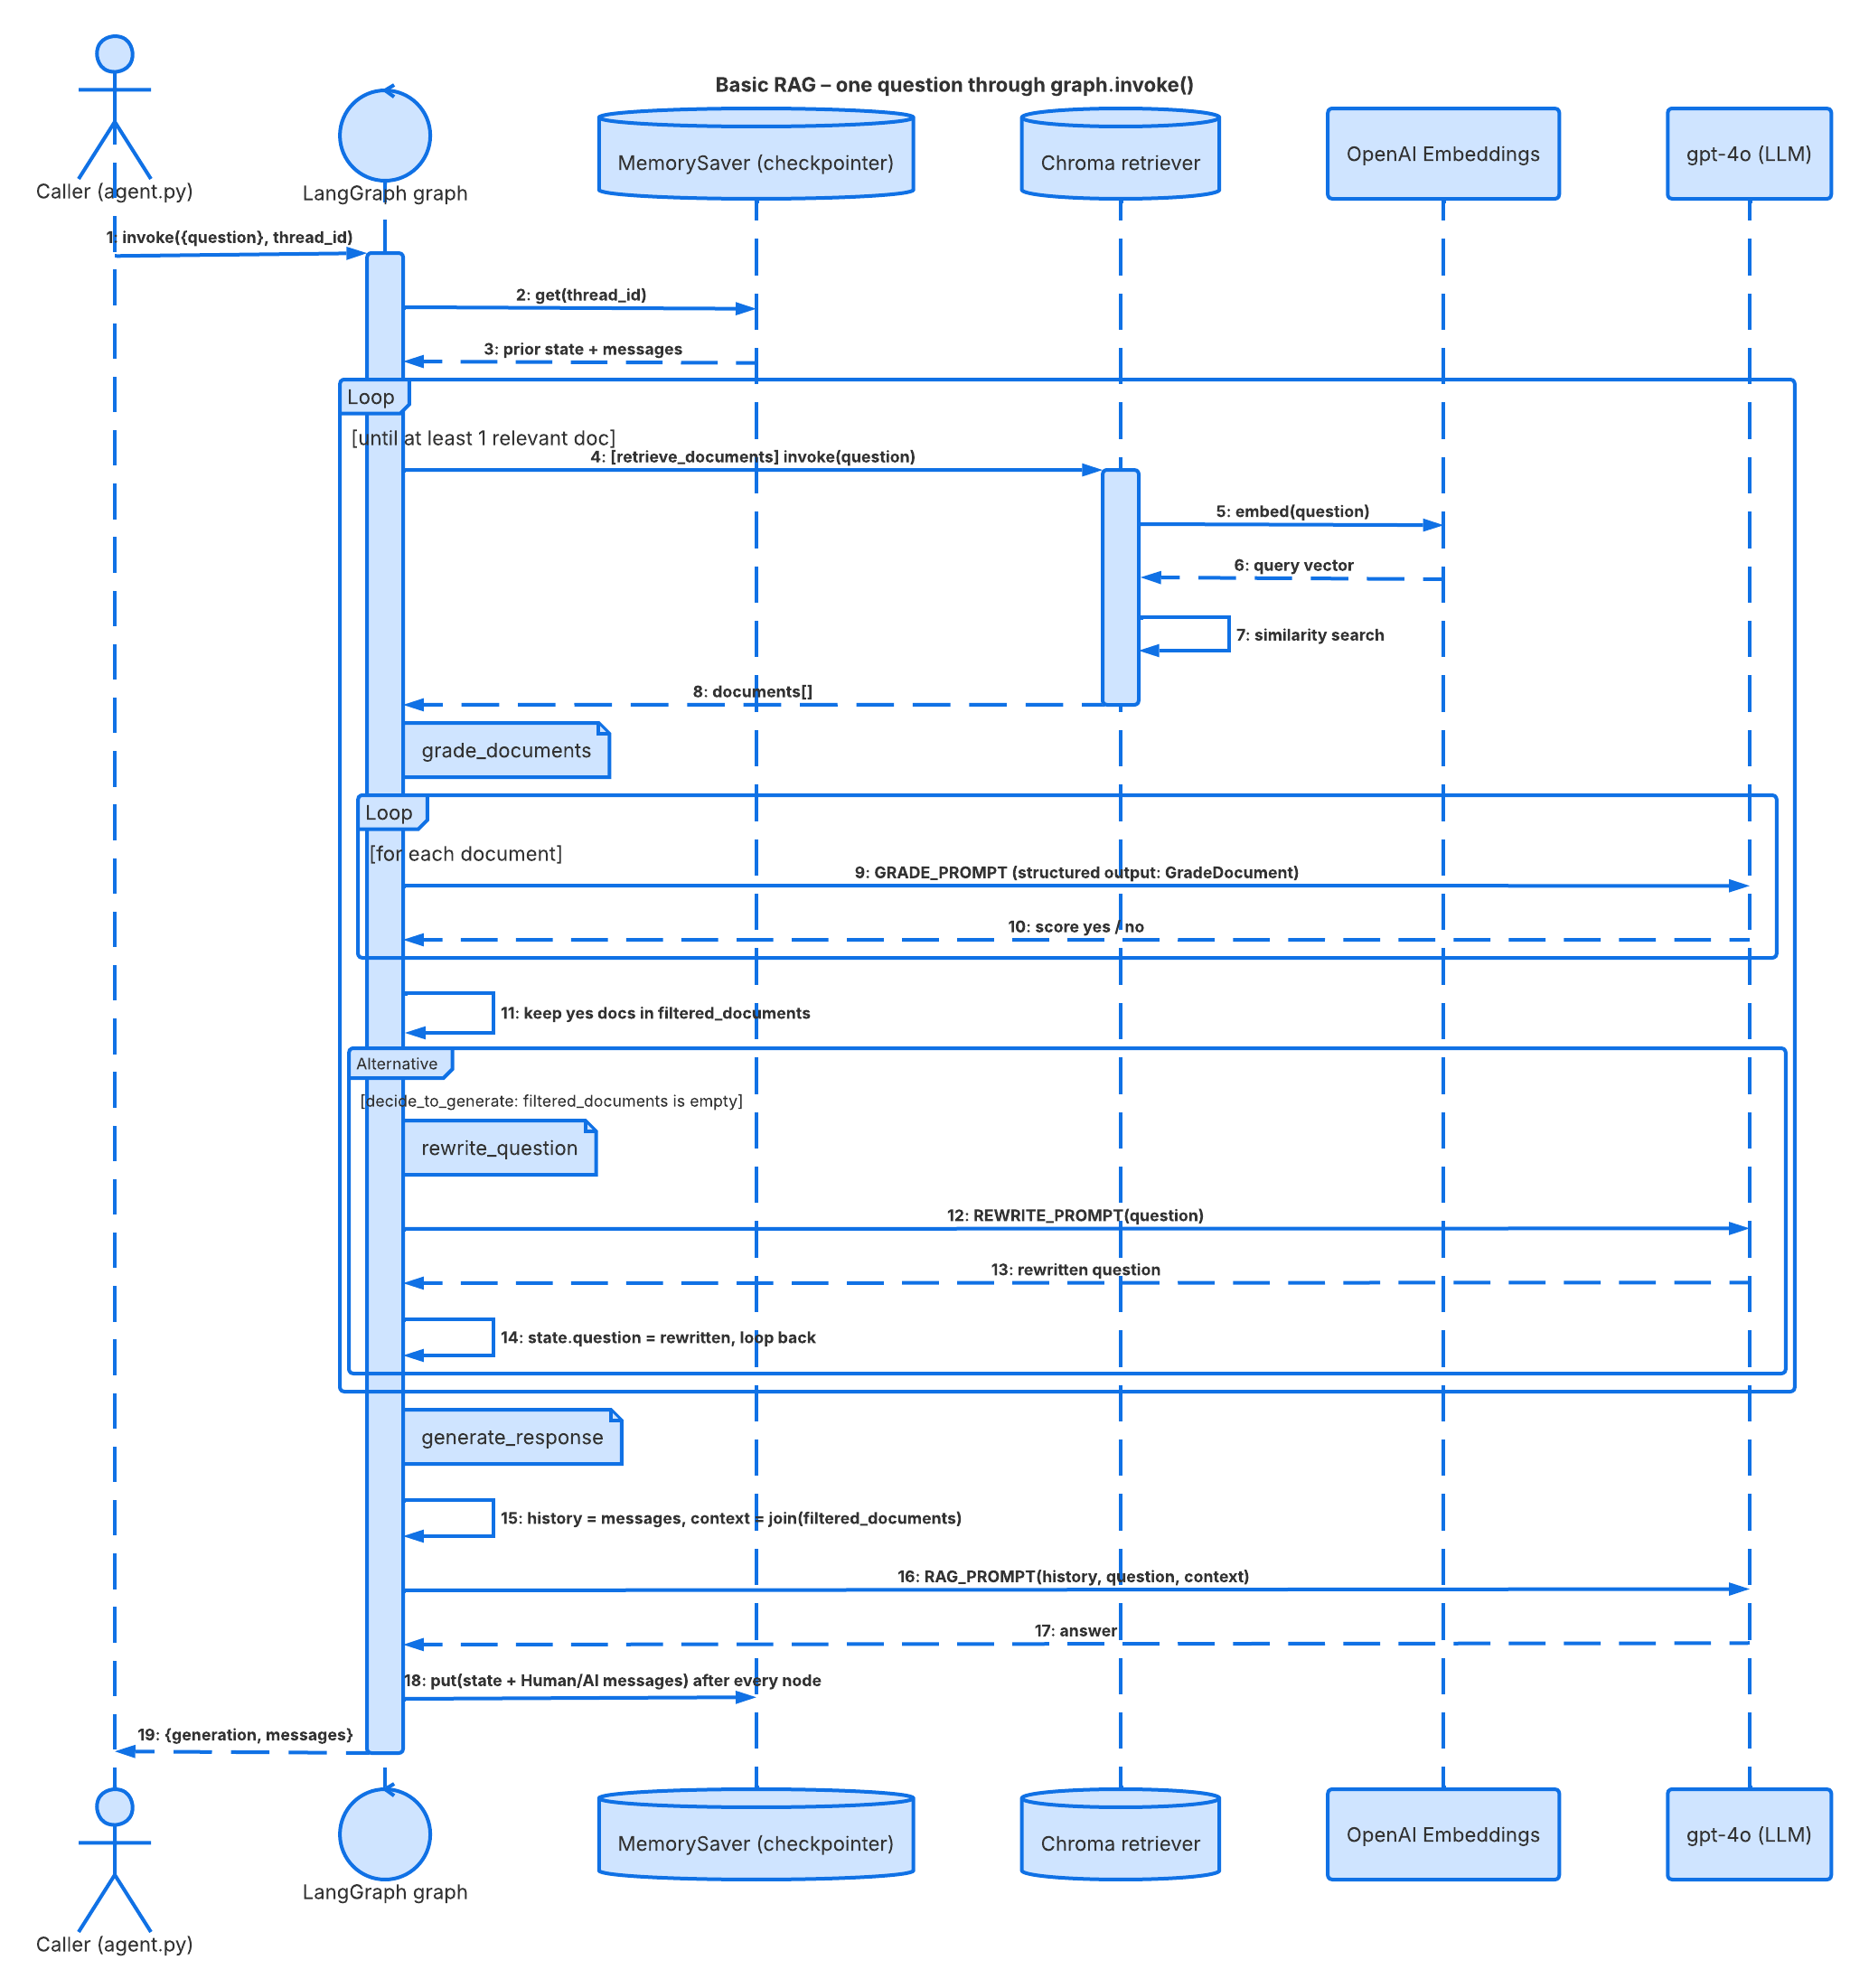 Basic RAG – one question through graph.invoke()
Caller (agent.py)
LangGraph graph
MemorySaver (checkpointer)
Chroma retriever
OpenAI Embeddings
gpt-4o (LLM)
1: invoke({question}, thread_id)
2: get(thread_id)
3: prior state + messages
Loop
[until at least 1 relevant doc]
4: [retrieve_documents] invoke(question)
5: embed(question)
6: query vector
7: similarity search
8: documents[]
grade_documents
Loop
[for each document]
9: GRADE_PROMPT (structured output: GradeDocument)
10: score yes / no
11: keep yes docs in filtered_documents
Alternative
[decide_to_generate: filtered_documents is empty]
rewrite_question
12: REWRITE_PROMPT(question)
13: rewritten question
14: state.question = rewritten, loop back
generate_response
15: history = messages, context = join(filtered_documents)
16: RAG_PROMPT(history, question, context)
17: answer
18: put(state + Human/AI messages) after every node
19: {generation, messages}
Caller (agent.py)
LangGraph graph
MemorySaver (checkpointer)
Chroma retriever
OpenAI Embeddings
gpt-4o (LLM)